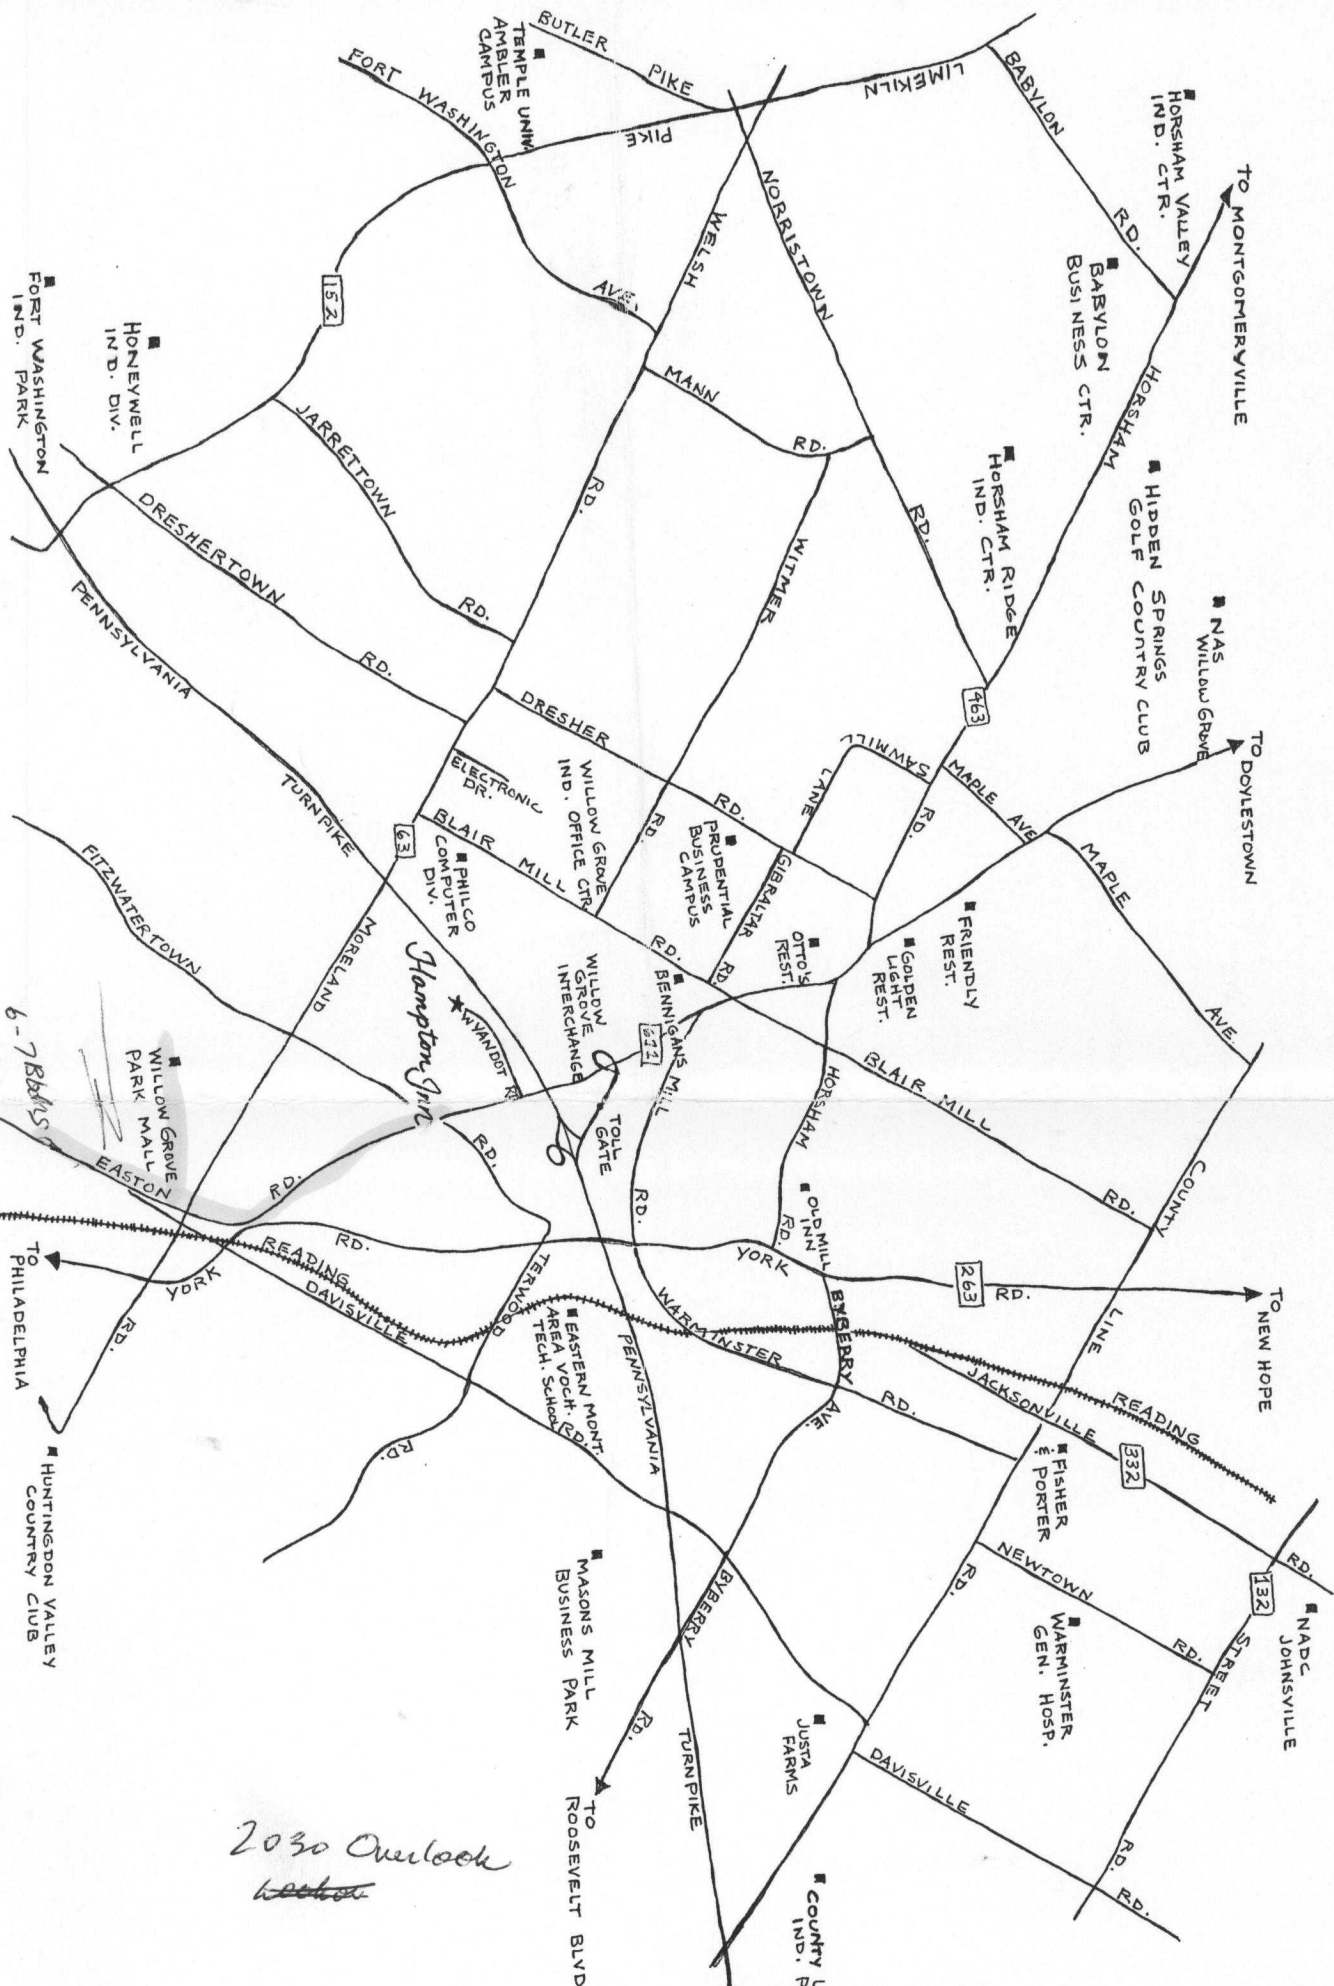 BUTLER PIKE
TEMPLE UNIV.
AMBLER
CAMPUS
FORT WASHINGTON AVE.
LIMEKILN PIKE
BABYLON RD.
HORSHAM VALLEY
IND. CTR.
TO MONTGOMERYVILLE
BABYLON
BUSINESS CTR.
NORRISTOWN RD.
WELSH RD.
HORSHAM RD.
152
HONEYWELL
IND. DIV.
FORT WASHINGTON
IND. PARK
MANN RD.
JARRETTOWN RD.
DRESHERTOWN RD.
PENNSYLVANIA TURNPIKE
WITMER RD.
HORSHAM RIDGE
IND. CTR.
HIDDEN SPRINGS
GOLF COUNTRY CLUB
NAS
WILLOW GROVE
TO DOYLESTOWN
463
DRESHER RD.
SAWMILL LANE
MAPLE AVE
MAPLE AVE.
ELECTRONIC
DR.
63
BLAIR MILL RD.
PHILCO
COMPUTER
DIV.
WILLOW GROVE
IND. OFFICE CTR.
PRUDENTIAL
BUSINESS
CAMPUS
GIBRALTAR RD.
OTTO'S
REST.
GOLDEN
LIGHT
REST.
FRIENDLY
REST.
FITZWATERTOWN RD.
MORELAND RD.
Hampton Inn
WYANDOT RD.
WILLOW
GROVE
INTERCHANGE
BENNIGANS
611
TOLL
GATE
MILL RD.
HORSHAM RD.
BLAIR MILL RD.
COUNTY LINE RD.
WILLOW GROVE
PARK MALL
6-7
EASTON RD.
READING
YORK RD.
DAVISVILLE RD.
TERWOOD RD.
TO
PHILADELPHIA
OLD MILL
INN
YORK RD.
263
TO
NEW HOPE
WARMINSTER RD.
BYBERRY AVE.
EASTERN MONT.
AREA VOCH.
TECH. SCHOOL
PENNSYLVANIA TURNPIKE
JACKSONVILLE RD.
READING
332
FISHER
& PORTER
NEWTOWN RD.
132
STREET RD.
NADC
JOHNSVILLE
WARMINSTER
GEN. HOSP.
HUNTINGDON VALLEY
COUNTRY CLUB
MASONS MILL
BUSINESS PARK
BYBERRY RD.
TO
ROOSEVELT BLVD
JUSTA
FARMS
DAVISVILLE RD.
COUNTY
IND.
2030 Overlook